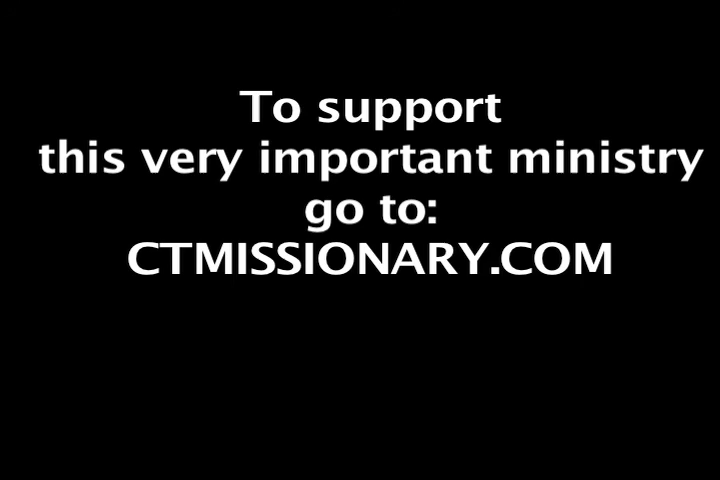 To support
this very important ministry
go to:
CTMISSIONARY.COM